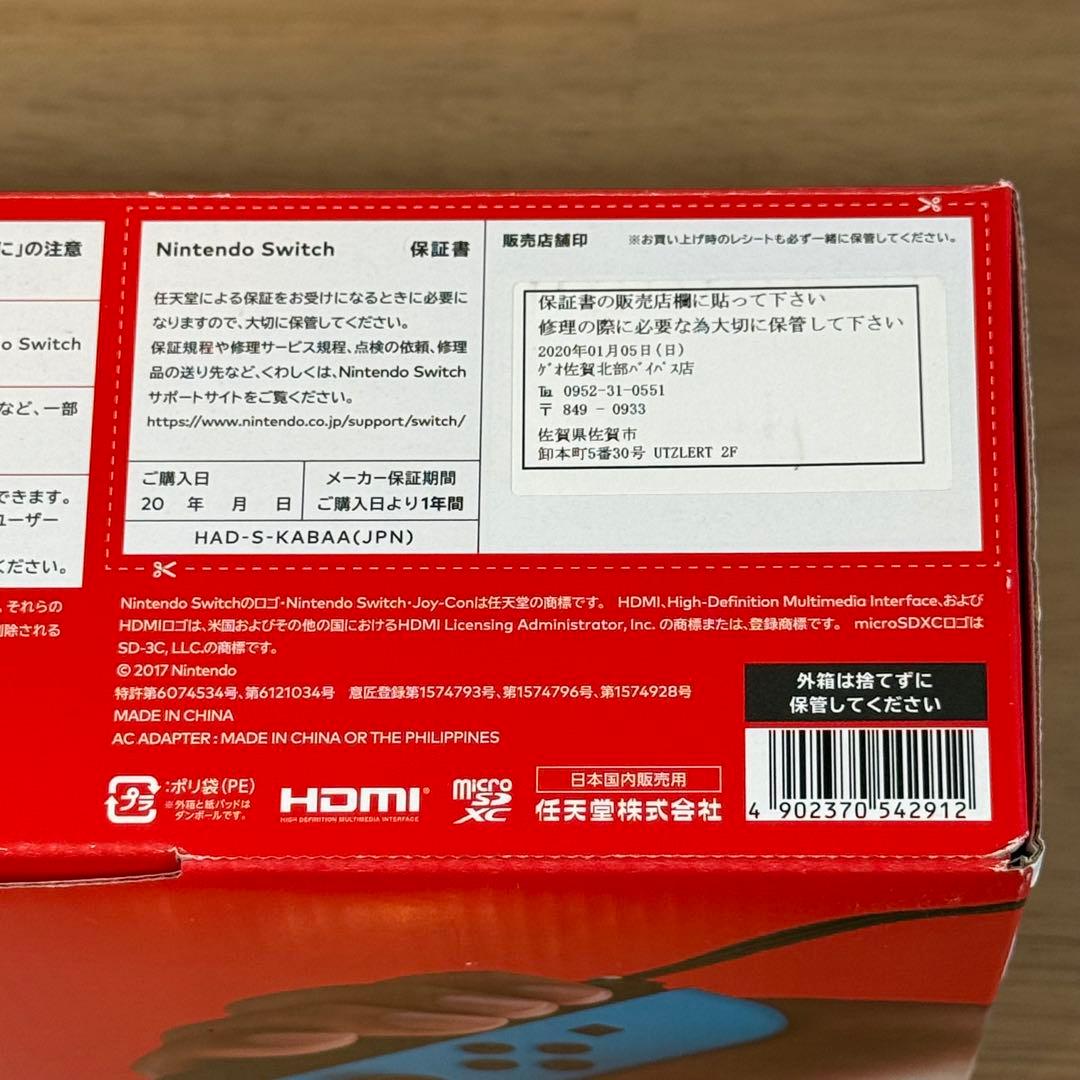 に」の注意
o Switch
など、一部
できます。
ユーザー
ください。
それらの
削除される
Nintendo Switch 保証書
任天堂による保証をお受けになるときに必要に
なりますので、大切に保管してください。
保証規程や修理サービス規程、点検の依頼、修理
品の送り先など、くわしくは、Nintendo Switch
サポートサイトをご覧ください。
https://www.nintendo.co.jp/support/switch/
ご購入日
20 年 月 日
メーカー保証期間
ご購入日より1年間
HAD-S-KABAA(JPN)
販売店舗印 ※お買い上げ時のレシートも必ず一緒に保管してください。
保証書の販売店欄に貼って下さい
修理の際に必要な為大切に保管して下さい
2020年01月05日(日)
ｹﾞｵ佐賀北部ﾊﾞｲﾊﾟｽ店
℡ 0952-31-0551
〒 849 - 0933
佐賀県佐賀市
卸本町5番30号 UTZLERT 2F
Nintendo Switchのロゴ・Nintendo Switch・Joy-Conは任天堂の商標です。 HDMI、High-Definition Multimedia Interface、および
HDMIロゴは、米国およびその他の国におけるHDMI Licensing Administrator, Inc. の商標または、登録商標です。 microSDXCロゴは
SD-3C, LLC.の商標です。
© 2017 Nintendo
特許第6074534号、第6121034号 意匠登録第1574793号、第1574796号、第1574928号
MADE IN CHINA
AC ADAPTER : MADE IN CHINA OR THE PHILIPPINES
プラ
:ポリ袋(PE)
※外箱と紙パッドは
ダンボールです。
HDMI®
HIGH DEFINITION MULTIMEDIA INTERFACE
micro
SD
XC
日本国内販売用
任天堂株式会社
外箱は捨てずに
保管してください
4 902370 542912